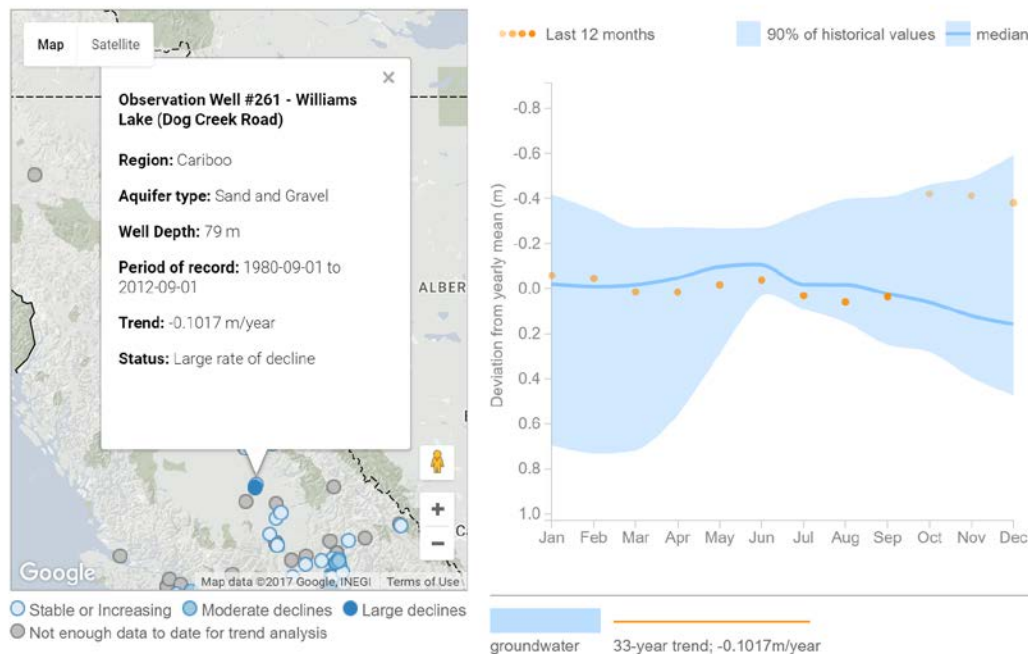 Map Satellite
×
Observation Well #261 - Williams
Lake (Dog Creek Road)
Region: Cariboo
Aquifer type: Sand and Gravel
Well Depth: 79 m
Period of record: 1980-09-01 to
2012-09-01
Trend: -0.1017 m/year
Status: Large rate of decline
ALBER
C
+
−
Google
Map data ©2017 Google, INEGI Terms of Use
Stable or Increasing Moderate declines Large declines
Not enough data to date for trend analysis
Last 12 months 90% of historical values median
Deviation from yearly mean (m)
-0.8
-0.6
-0.4
-0.2
0.0
0.2
0.4
0.6
0.8
1.0
Jan Feb Mar Apr May Jun Jul Aug Sep Oct Nov Dec
groundwater 33-year trend; -0.1017m/year